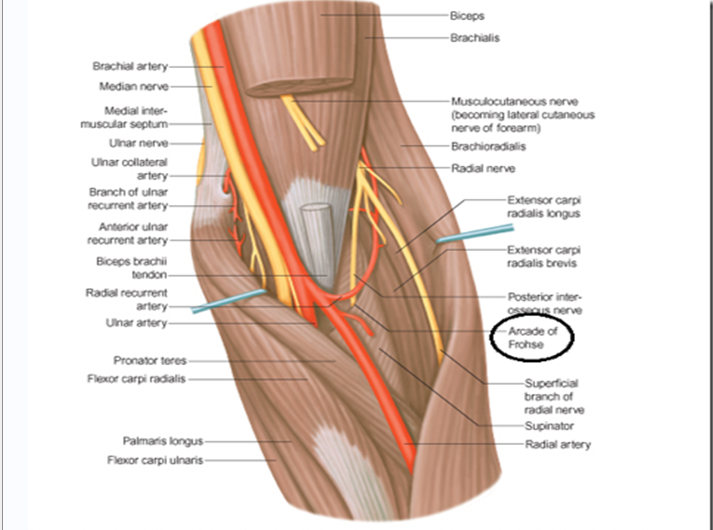 Biceps
Brachialis
Brachial artery
Median nerve
Medial inter-
muscular septum
Ulnar nerve
Ulnar collateral
artery
Branch of ulnar
recurrent artery
Anterior ulnar
recurrent artery
Biceps brachii
tendon
Radial recurrent
artery
Ulnar artery
Pronator teres
Flexor carpi radialis
Palmaris longus
Flexor carpi ulnaris
Musculocutaneous nerve
(becoming lateral cutaneous
nerve of forearm)
Brachioradialis
Radial nerve
Extensor carpi
radialis longus
Extensor carpi
radialis brevis
Posterior inter-
osseous nerve
Arcade of
Frohse
Superficial
branch of
radial nerve
Supinator
Radial artery